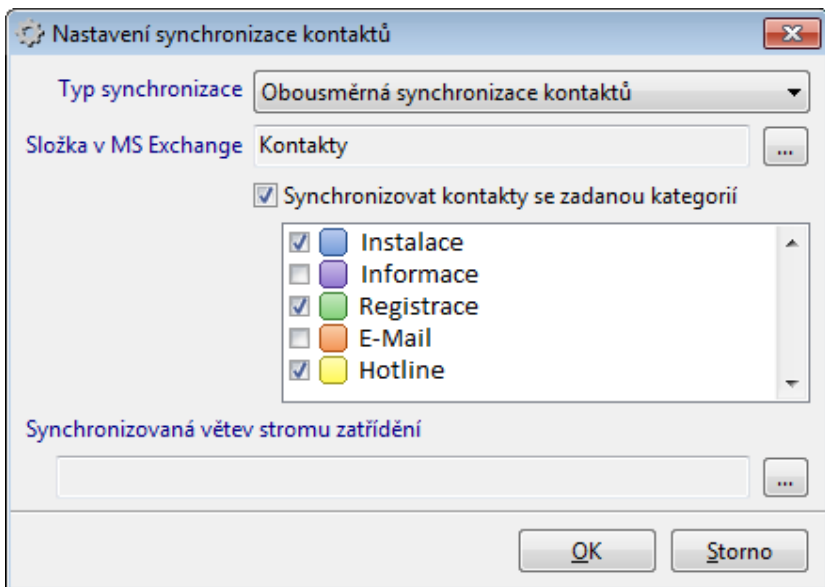 Nastavení synchronizace kontaktů
Typ synchronizace Obousměrná synchronizace kontaktů
Složka v MS Exchange Kontakty ...
Synchronizovat kontakty se zadanou kategorií
Instalace
Informace
Registrace
E-Mail
Hotline
Synchronizovaná větev stromu zatřídění
...
OK Storno